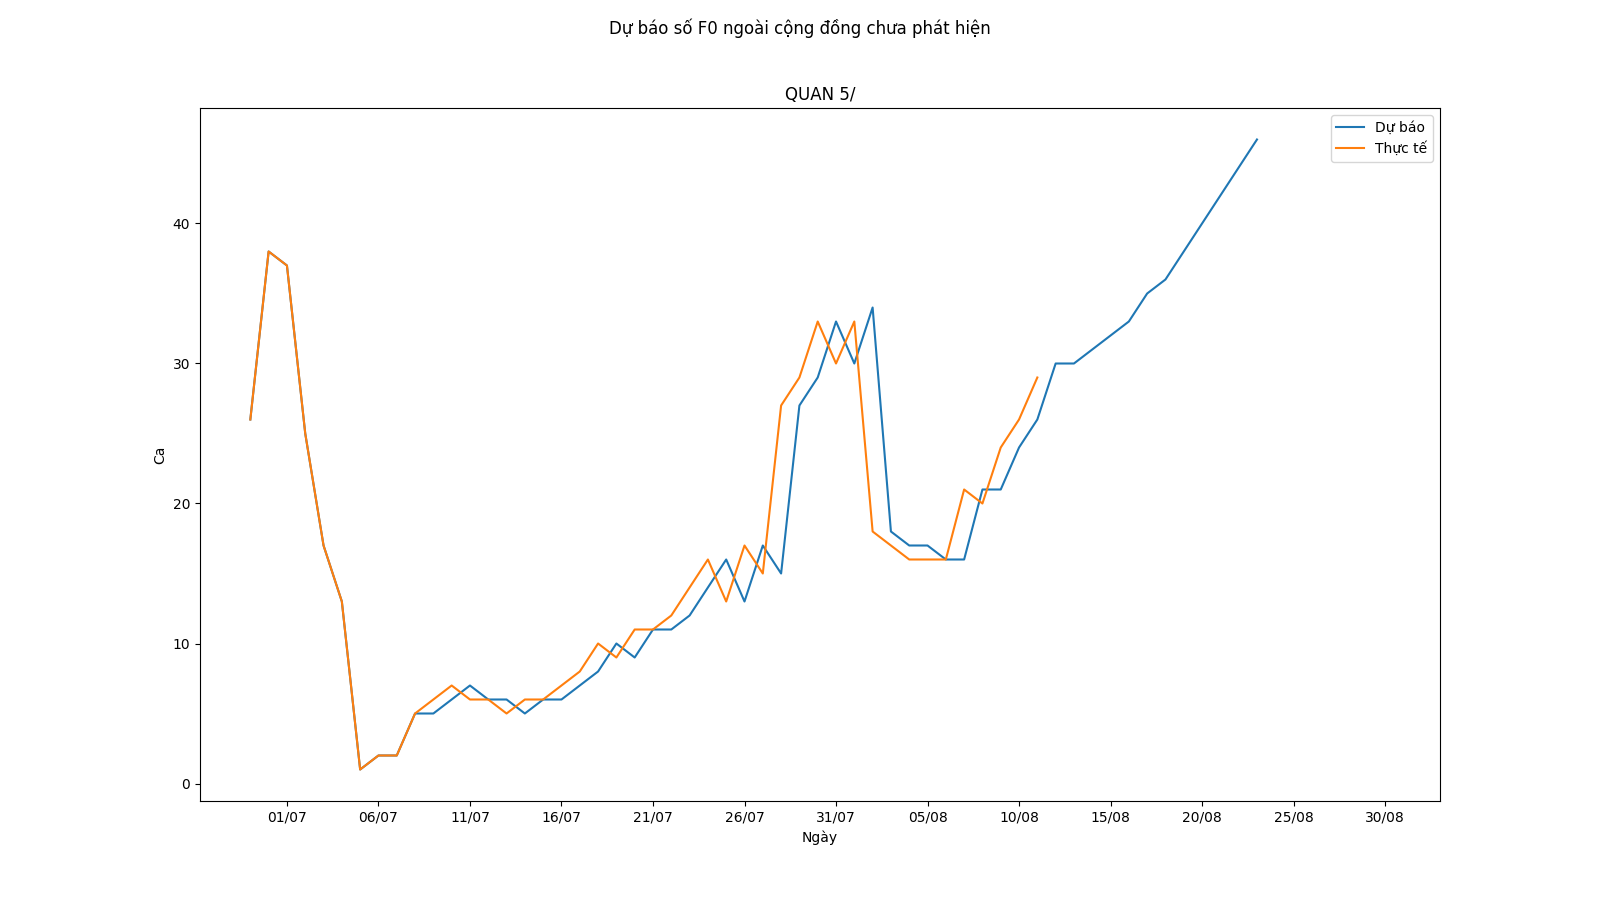 Dự báo số F0 ngoài cộng đồng chưa phát hiện
QUAN 5/
Dự báo
Thực tế
40
30
20
10
0
Ca
01/07 06/07 11/07 16/07 21/07 26/07 31/07 05/08 10/08 15/08 20/08 25/08 30/08
Ngày